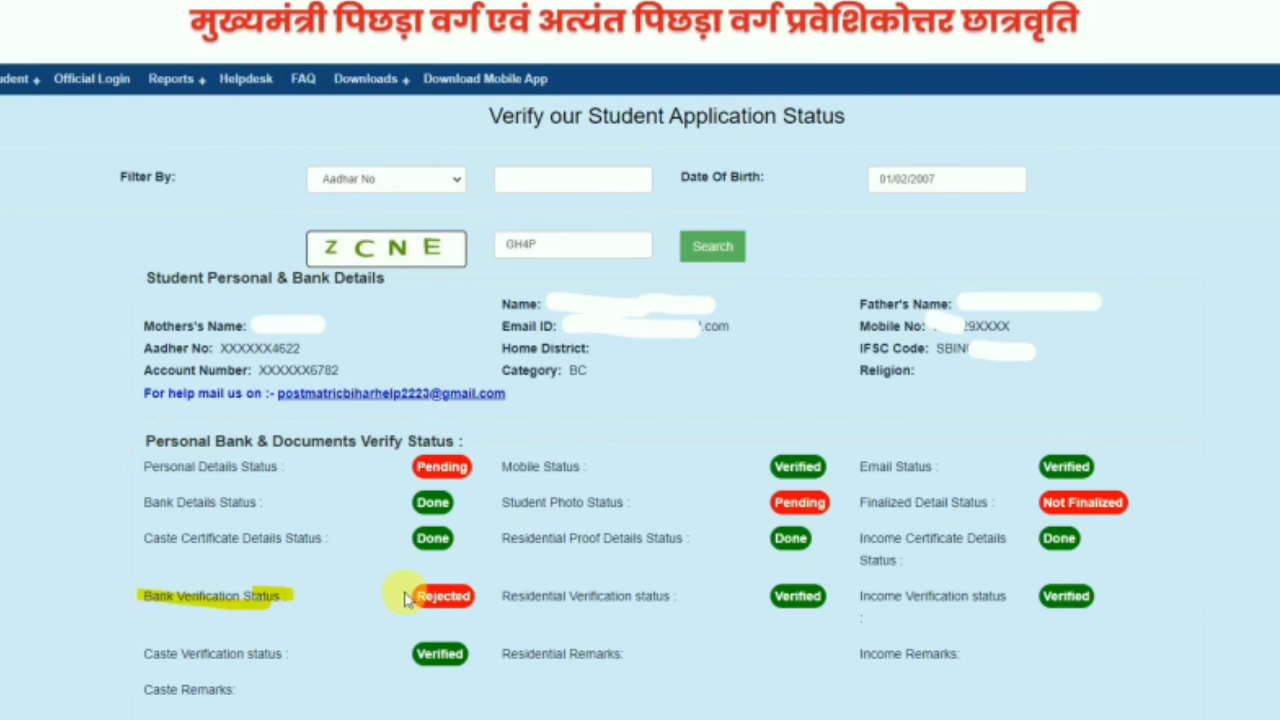 मुख्यमंत्री पिछड़ा वर्ग एवं अत्यंत पिछड़ा वर्ग प्रवेशिकोत्तर छात्रवृति
udent + Official Login Reports + Helpdesk FAQ Downloads + Download Mobile App
Verify our Student Application Status
Filter By: Aadhar No Date Of Birth: 01/02/2007
Z C N E GH4P Search
Student Personal & Bank Details
Name: Father's Name:
Mothers's Name: Email ID: .com Mobile No: 29XXXX
Aadher No: XXXXXX4622 Home District: IFSC Code: SBIN
Account Number: XXXXXX6782 Category: BC Religion:
For help mail us on :- postmatricbiharhelp2223@gmail.com
Personal Bank & Documents Verify Status :
Personal Details Status : Pending Mobile Status : Verified Email Status : Verified
Bank Details Status : Done Student Photo Status : Pending Finalized Detail Status : Not Finalized
Caste Certificate Details Status : Done Residential Proof Details Status : Done Income Certificate Details Done
Status :
Bank Verification Status : Rejected Residential Verification status : Verified Income Verification status Verified
:
Caste Verification status : Verified Residential Remarks: Income Remarks:
Caste Remarks: